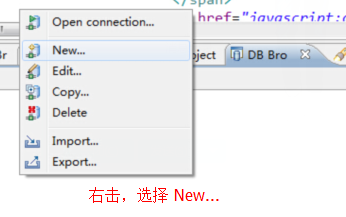 </span>
href="javascript:
Open connection...
New...
Edit...
Copy...
Delete
Import...
Export...
Br
oject
DB Bro
右击，选择 New...